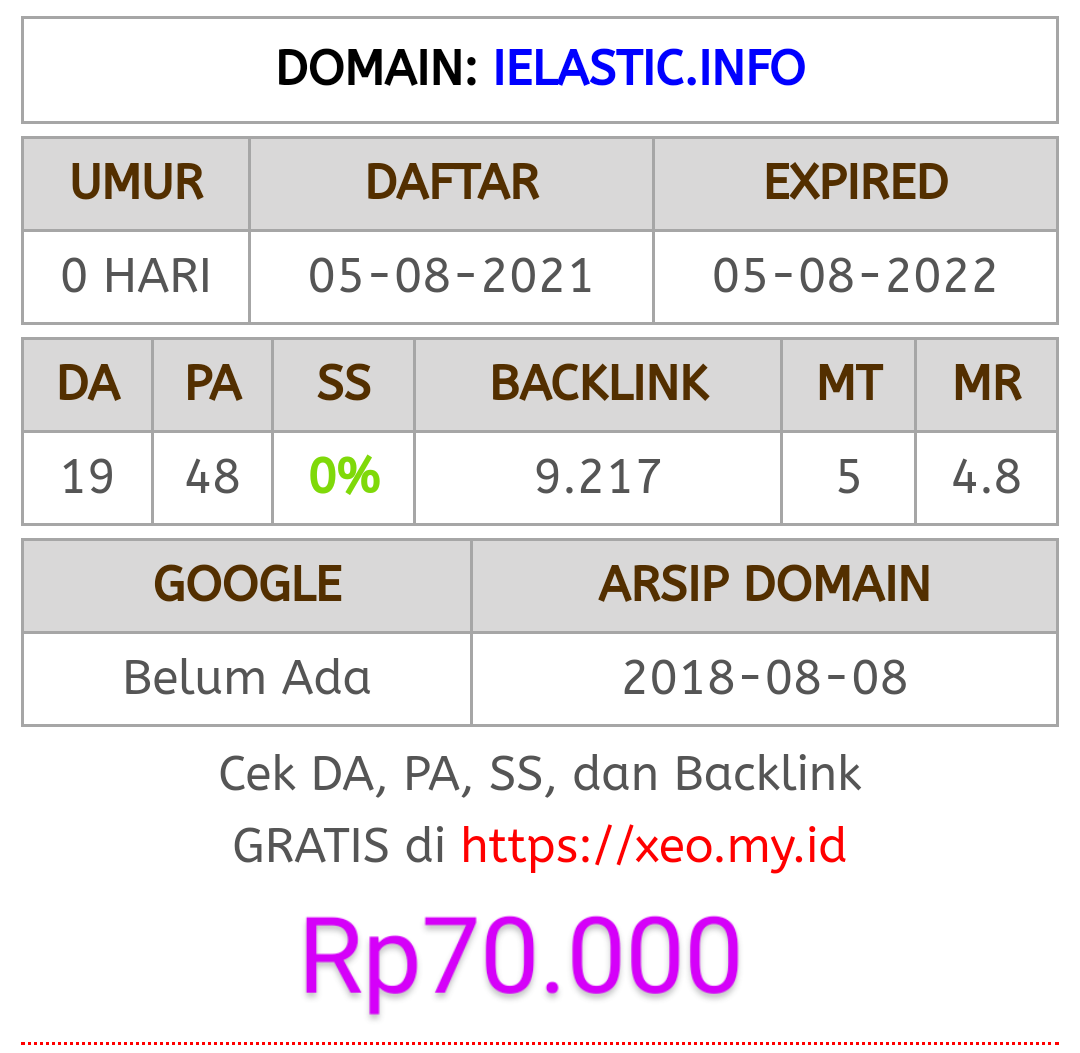 DOMAIN: IELASTIC.INFO
UMUR DAFTAR EXPIRED
0 HARI 05-08-2021 05-08-2022
DA PA SS BACKLINK MT MR
19 48 0% 9.217 5 4.8
GOOGLE ARSIP DOMAIN
Belum Ada 2018-08-08
Cek DA, PA, SS, dan Backlink
GRATIS di https://xeo.my.id
Rp70.000